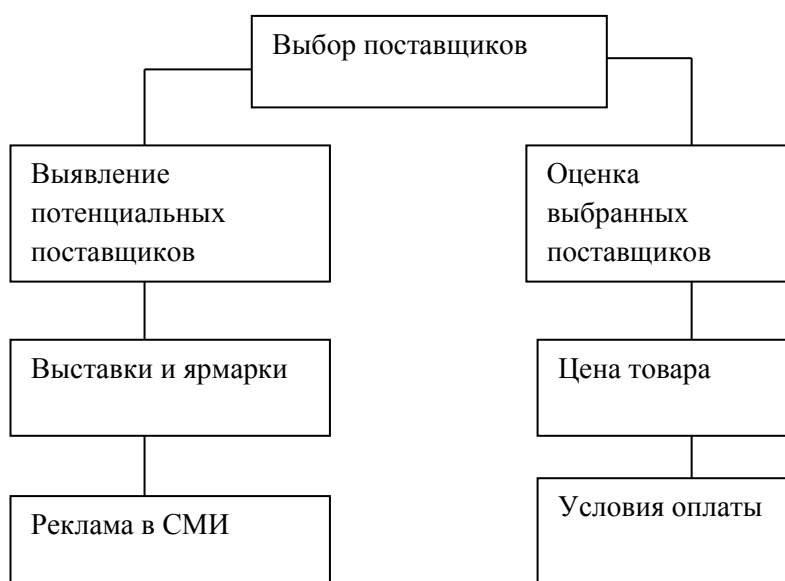 Выбор поставщиков
Выявление
потенциальных
поставщиков
Оценка
выбранных
поставщиков
Выставки и ярмарки
Цена товара
Реклама в СМИ
Условия оплаты